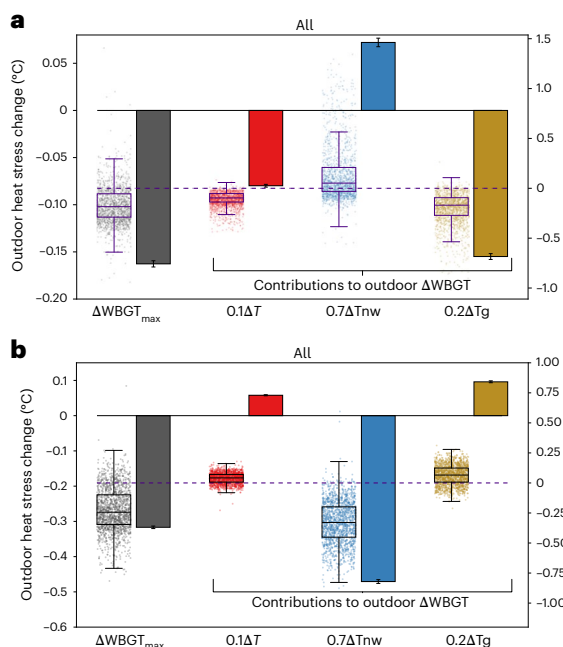 a
All
Outdoor heat stress change (°C)
0.05
0
−0.05
−0.10
−0.15
−0.20
1.5
1.0
0.5
0
−0.5
−1.0
Contributions to outdoor ΔWBGT
ΔWBGTmax
0.1ΔT
0.7ΔTnw
0.2ΔTg
b
All
Outdoor heat stress change (°C)
0.1
0
−0.1
−0.2
−0.3
−0.4
−0.5
−0.6
1.00
0.75
0.50
0.25
0
−0.25
−0.50
−0.75
−1.00
Contributions to outdoor ΔWBGT
ΔWBGTmax
0.1ΔT
0.7ΔTnw
0.2ΔTg